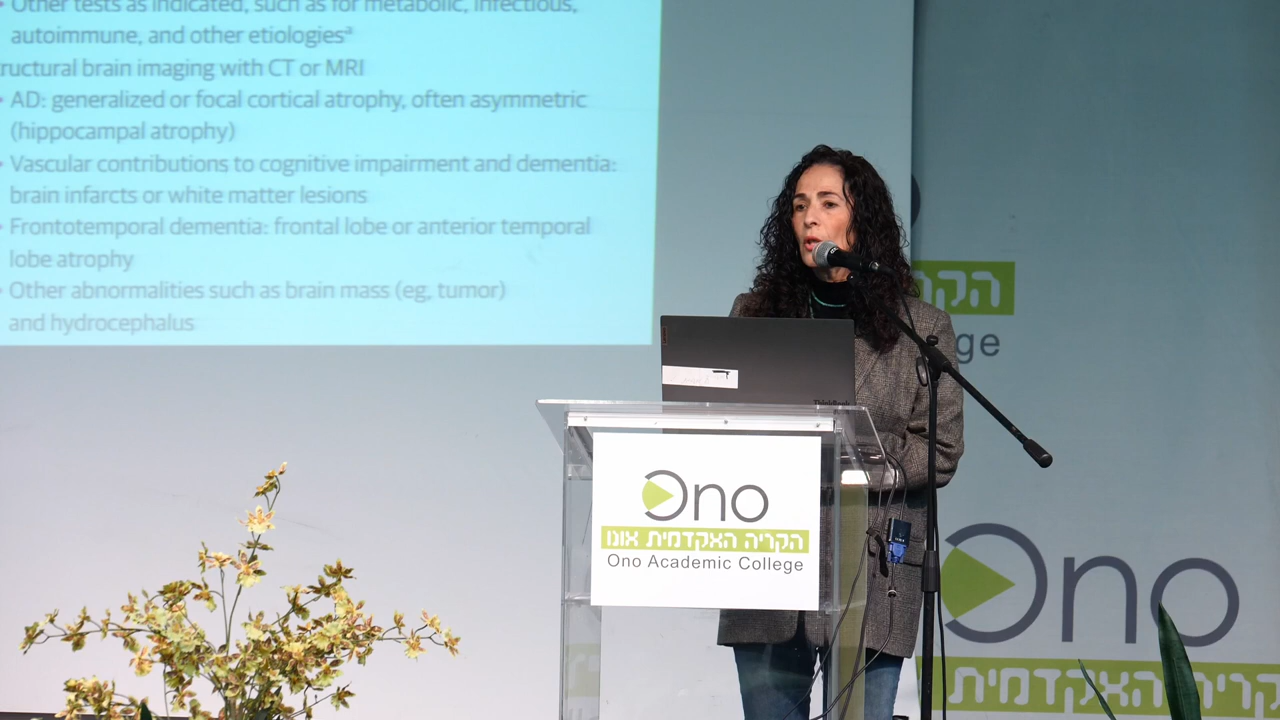 Other tests as indicated, such as for metabolic, infectious,
autoimmune, and other etiologiesª
ructural brain imaging with CT or MRI
• AD: generalized or focal cortical atrophy, often asymmetric
(hippocampal atrophy)
• Vascular contributions to cognitive impairment and dementia:
brain infarcts or white matter lesions
• Frontotemporal dementia: frontal lobe or anterior temporal
lobe atrophy
• Other abnormalities such as brain mass (eg, tumor)
and hydrocephalus
הקר
ge
ThinkBook
Ono
הקריה האקדמית אונו
Ono Academic College
Ono
קריה האקדמית